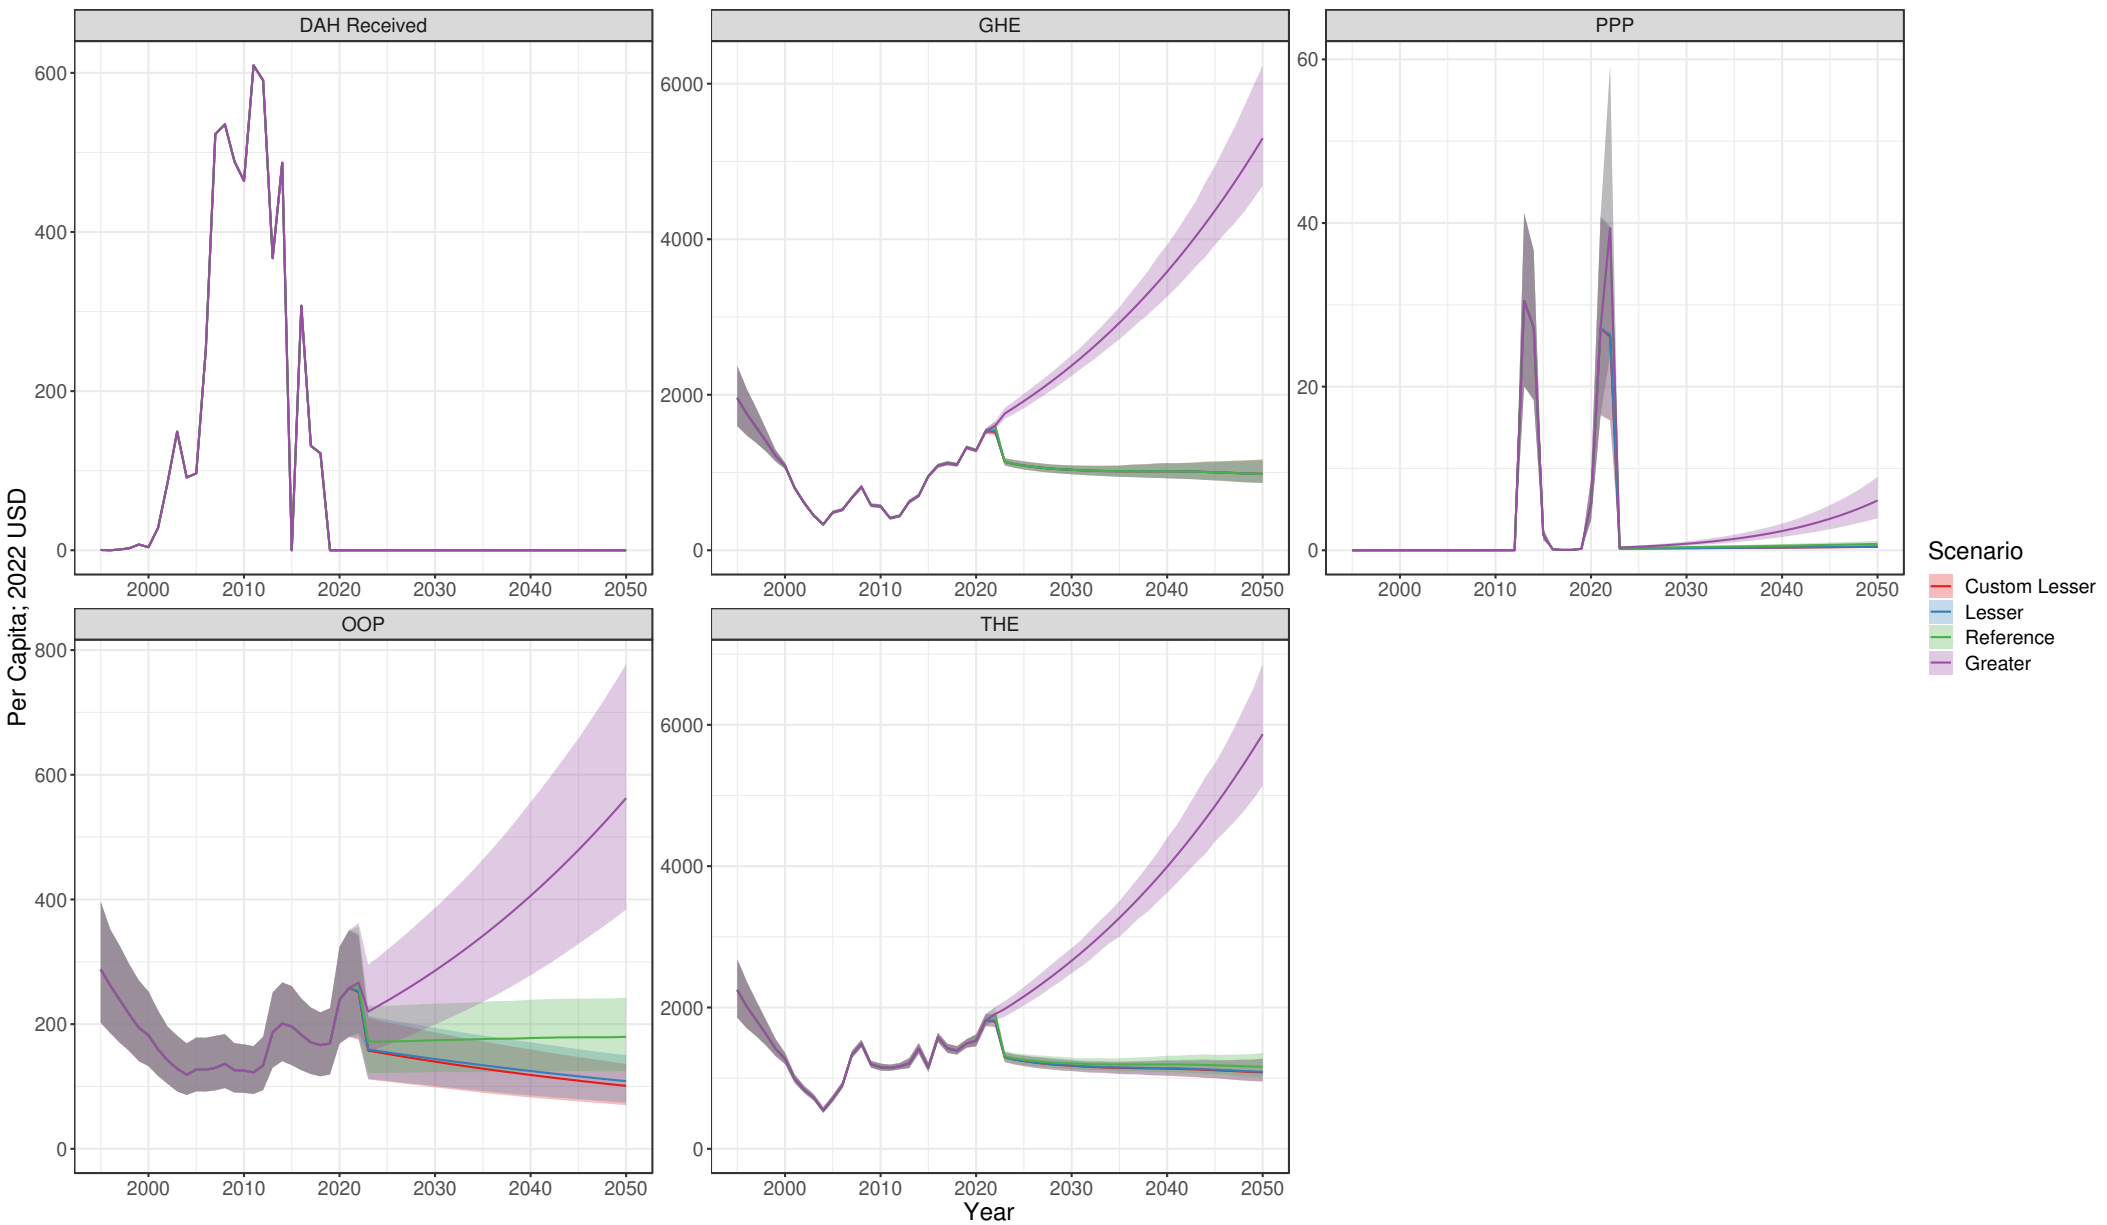 DAH Received
GHE
PPP
600
400
200
0
6000
4000
2000
0
60
40
20
0
2000 2010 2020 2030 2040 2050
2000 2010 2020 2030 2040 2050
2000 2010 2020 2030 2040 2050
OOP
THE
800
600
400
200
0
6000
4000
2000
0
2000 2010 2020 2030 2040 2050
2000 2010 2020 2030 2040 2050
Per Capita; 2022 USD
Year
Scenario
Custom Lesser
Lesser
Reference
Greater